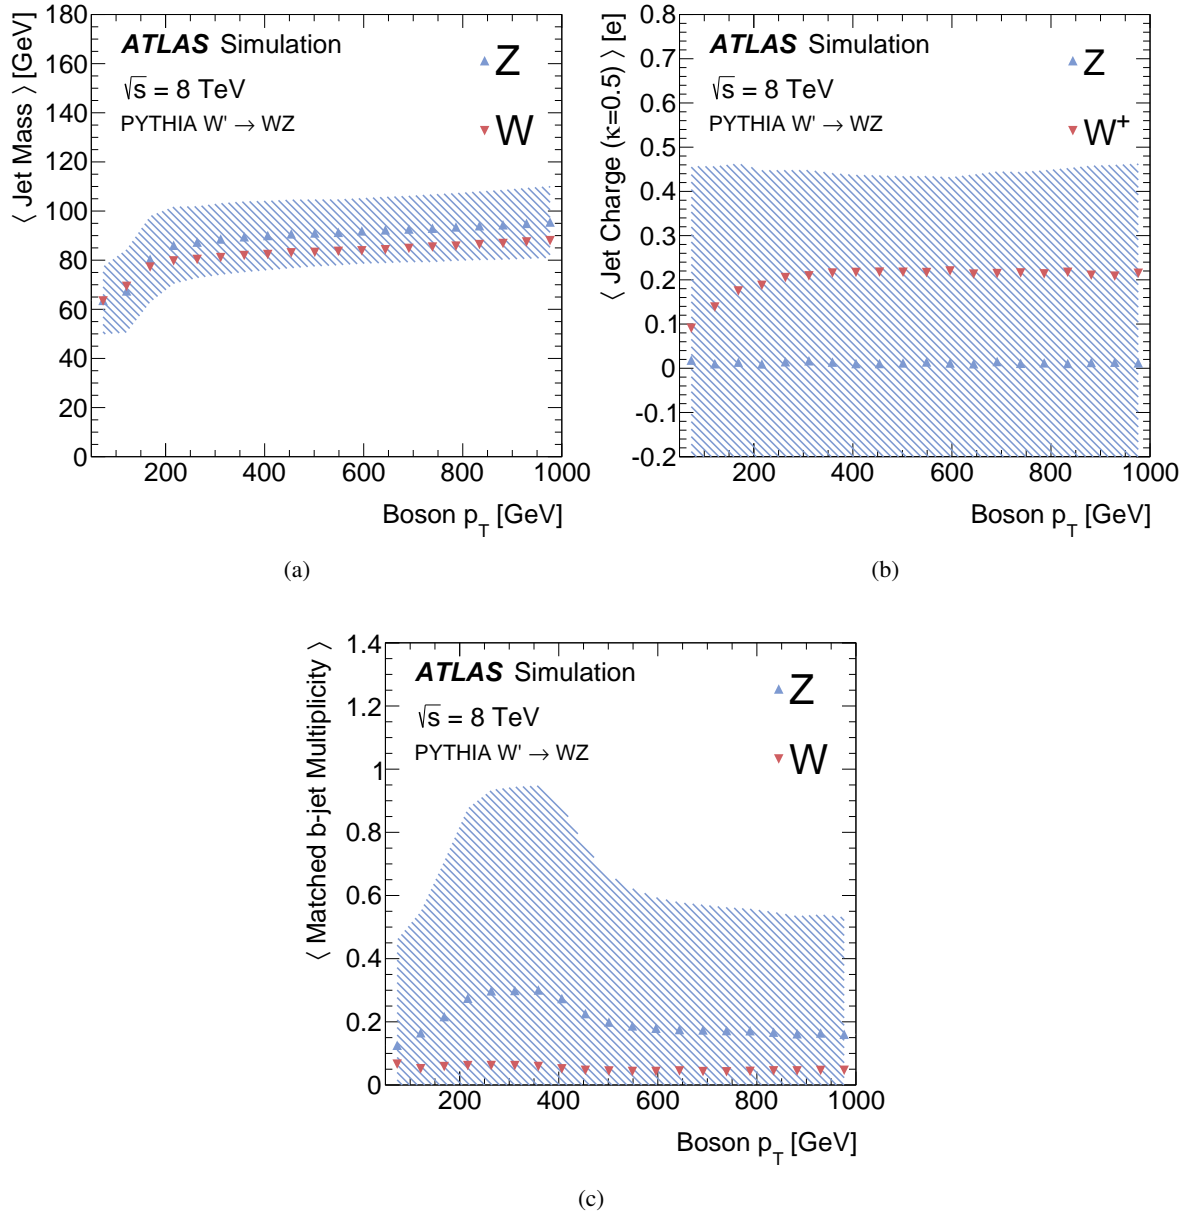 ⟨ Jet Mass ⟩ [GeV]
180
160
140
120
100
80
60
40
20
0
ATLAS Simulation
√s = 8 TeV
PYTHIA W' → WZ
Z
W
200 400 600 800 1000
Boson p_T [GeV]
(a)
⟨ Jet Charge (κ=0.5) ⟩ [e]
0.8
0.7
0.6
0.5
0.4
0.3
0.2
0.1
0
-0.1
-0.2
ATLAS Simulation
√s = 8 TeV
PYTHIA W' → WZ
Z
W⁺
200 400 600 800 1000
Boson p_T [GeV]
(b)
⟨ Matched b-jet Multiplicity ⟩
1.4
1.2
1
0.8
0.6
0.4
0.2
0
ATLAS Simulation
√s = 8 TeV
PYTHIA W' → WZ
Z
W
200 400 600 800 1000
Boson p_T [GeV]
(c)